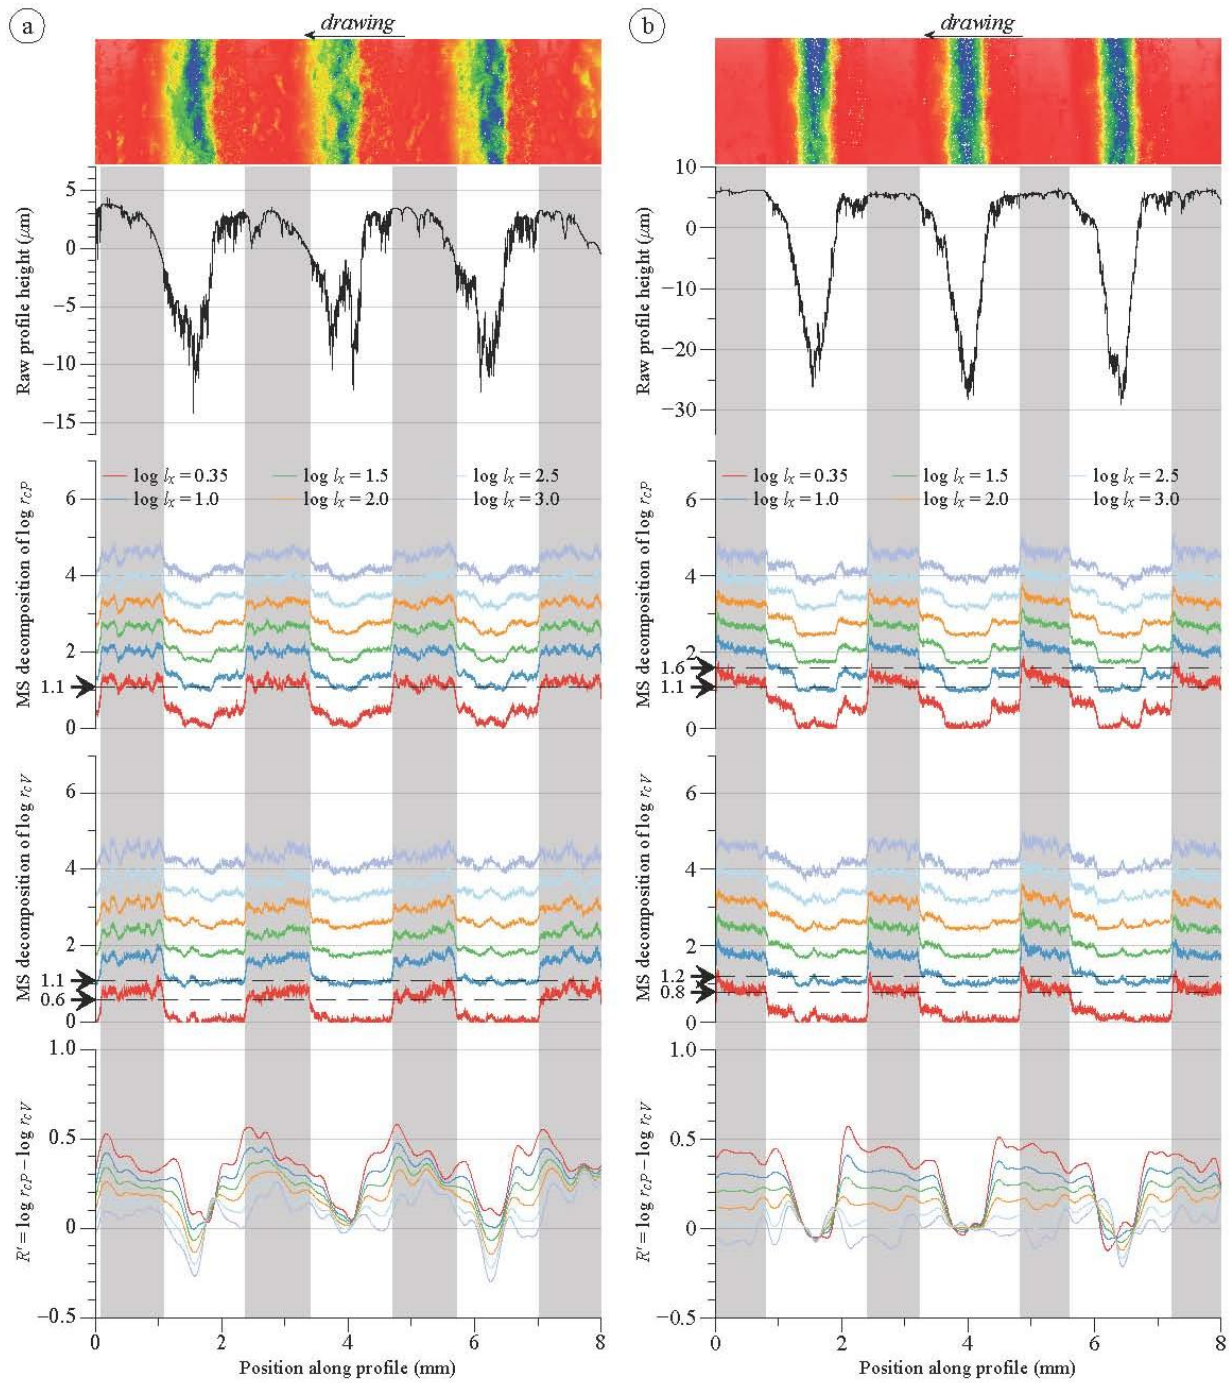 a
drawing
b
drawing
Raw profile height (μm)
5
0
−5
−10
−15
Raw profile height (μm)
10
0
−10
−20
−30
MS decomposition of log rcP
log lx = 0.35
log lx = 1.5
log lx = 2.5
log lx = 1.0
log lx = 2.0
log lx = 3.0
6
4
2
1.1
0
MS decomposition of log rcP
log lx = 0.35
log lx = 1.5
log lx = 2.5
log lx = 1.0
log lx = 2.0
log lx = 3.0
6
4
2
1.6
1.1
0
MS decomposition of log rcV
6
4
2
1.1
0.6
0
MS decomposition of log rcV
6
4
2
1.2
0.8
0
R' = log rcP − log rcV
1.0
0.5
0
−0.5
0 2 4 6 8
Position along profile (mm)
R' = log rcP − log rcV
1.0
0.5
0
−0.5
0 2 4 6 8
Position along profile (mm)